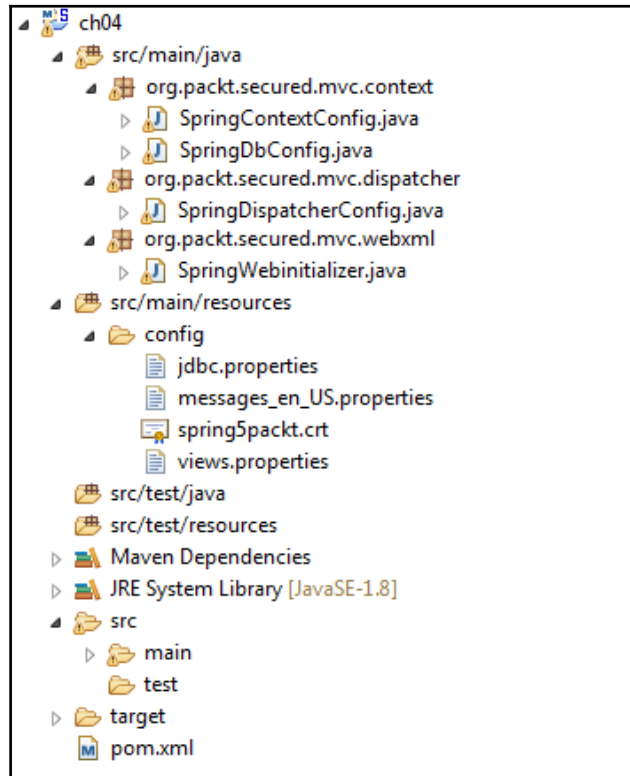 ch04
src/main/java
org.packt.secured.mvc.context
SpringContextConfig.java
SpringDbConfig.java
org.packt.secured.mvc.dispatcher
SpringDispatcherConfig.java
org.packt.secured.mvc.webxml
SpringWebinitializer.java
src/main/resources
config
jdbc.properties
messages_en_US.properties
spring5packt.crt
views.properties
src/test/java
src/test/resources
Maven Dependencies
JRE System Library [JavaSE-1.8]
src
main
test
target
pom.xml